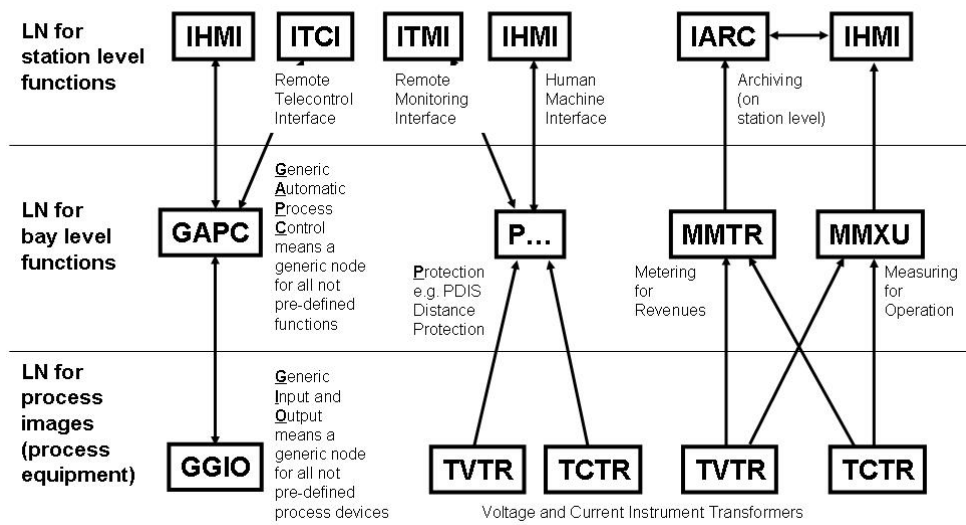 LN for
station level
functions
IHMI
ITCI
ITMI
IHMI
IARC
IHMI
Remote
Telecontrol
Interface
Remote
Monitoring
Interface
Human
Machine
Interface
Archiving
(on
station level)
LN for
bay level
functions
GAPC
Generic
Automatic
Process
Control
means a
generic node
for all not
pre-defined
functions
P...
Protection
e.g. PDIS
Distance
Protection
MMTR
Metering
for
Revenues
MMXU
Measuring
for
Operation
LN for
process
images
(process
equipment)
GGIO
Generic
Input and
Output
means a
generic node
for all not
pre-defined
process devices
TVTR
TCTR
TVTR
TCTR
Voltage and Current Instrument Transformers